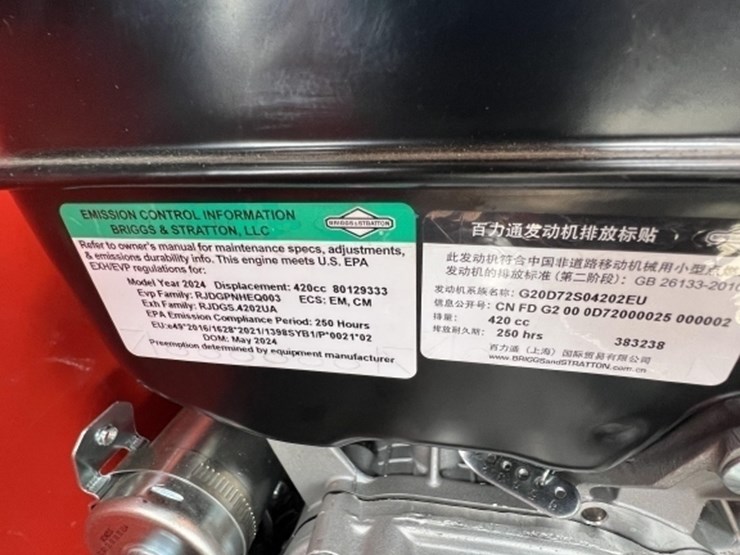 EMISSION CONTROL INFORMATION
BRIGGS & STRATTON, LLC
BRIGGS & STRATTON
Refer to owner's manual for maintenance specs, adjustments,
& emissions durability info. This engine meets U.S. EPA
EXH/EVP regulations for:
Model Year 2024 Displacement: 420cc 80129333
Evp Family: RJDGPNHEQ003 ECS: EM, CM
Exh Family: RJDGS.4202UA
EPA Emission Compliance Period: 250 Hours
EU:e49*2016/1628*2021/1398SYB1/P*0021*02
DOM: May 2024
Preemption determined by equipment manufacturer
百力通发动机排放标贴
此发动机符合中国非道路移动机械用小型点
发动机的排放标准 (第二阶段): GB 26133-2010
发动机系族名称: G20D72S04202EU
信息公开号: CN FD G2 00 0D72000025 000002
排量: 420 cc
排放耐久期: 250 hrs 383238
百力通 (上海) 国际贸易有限公司
www.BRIGGSandSTRATTON.com.cn